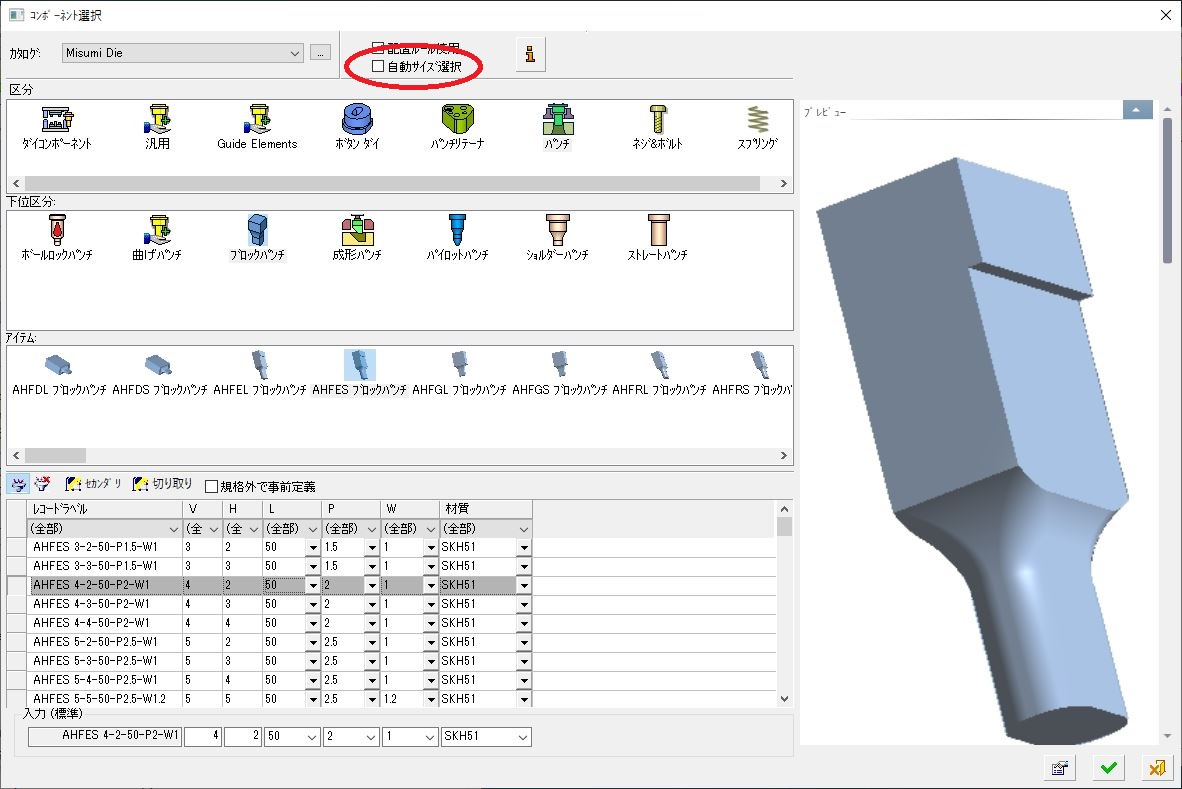 コンポーネント選択
カタログ: Misumi Die ...
配置ルール使用
自動サイズ選択
区分
ダイコンポーネント 汎用 Guide Elements ボタン ダイ パンチリテーナ パンチ ネジ&ボルト スプリング
下位区分:
ボールロックパンチ 曲げパンチ ブロックパンチ 成形パンチ パイロットパンチ ショルダーパンチ ストレートパンチ
アイテム:
AHFDL ブロックパンチ AHFDS ブロックパンチ AHFEL ブロックパンチ AHFES ブロックパンチ AHFGL ブロックパンチ AHFGS ブロックパンチ AHFRL ブロックパンチ AHFRS ブロックパンチ
セカンダリ 切り取り 規格外で事前定義
レコードラベル V H L P W 材質
(全部) (全 (全 (全部) (全部) (全部) (全部)
AHFES 3-2-50-P1.5-W1 3 2 50 1.5 1 SKH51
AHFES 3-3-50-P1.5-W1 3 3 50 1.5 1 SKH51
AHFES 4-2-50-P2-W1 4 2 50 2 1 SKH51
AHFES 4-3-50-P2-W1 4 3 50 2 1 SKH51
AHFES 4-4-50-P2-W1 4 4 50 2 1 SKH51
AHFES 5-2-50-P2.5-W1 5 2 50 2.5 1 SKH51
AHFES 5-3-50-P2.5-W1 5 3 50 2.5 1 SKH51
AHFES 5-4-50-P2.5-W1 5 4 50 2.5 1 SKH51
AHFES 5-5-50-P2.5-W1.2 5 5 50 2.5 1.2 SKH51
入力 (標準)
AHFES 4-2-50-P2-W1 4 2 50 2 1 SKH51
プレビュー